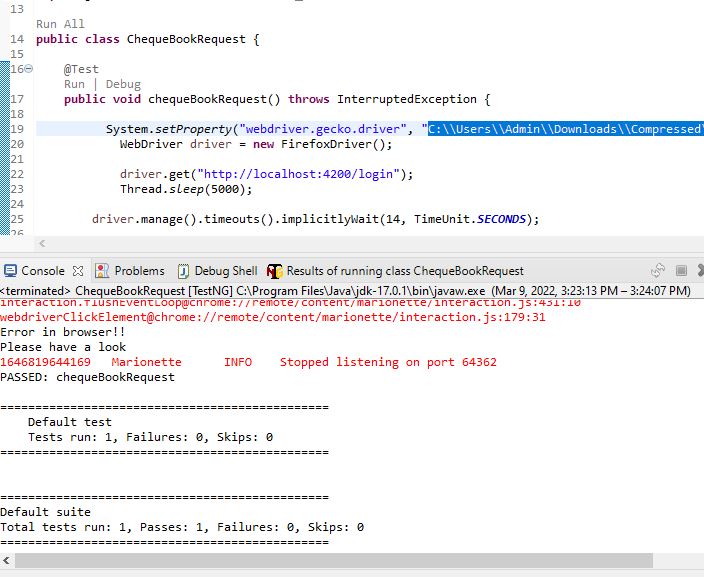 13
Run All
14 public class ChequeBookRequest {
15
16 @Test
Run | Debug
17 public void chequeBookRequest() throws InterruptedException {
18
19 System.setProperty("webdriver.gecko.driver", "C:\\Users\\Admin\\Downloads\\Compressed\
20 WebDriver driver = new FirefoxDriver();
21
22 driver.get("http://localhost:4200/login");
23 Thread.sleep(5000);
24
25 driver.manage().timeouts().implicitlyWait(14, TimeUnit.SECONDS);
26
Console Problems Debug Shell Results of running class ChequeBookRequest
<terminated> ChequeBookRequest [TestNG] C:\Program Files\Java\jdk-17.0.1\bin\javaw.exe (Mar 9, 2022, 3:23:13 PM – 3:24:07 PM)
interaction.flushEventLoop@chrome://remote/content/marionette/interaction.js:431:10
webdriverClickElement@chrome://remote/content/marionette/interaction.js:179:31
Error in browser!!
Please have a look
1646819644169 Marionette INFO Stopped listening on port 64362
PASSED: chequeBookRequest
===============================================
Default test
Tests run: 1, Failures: 0, Skips: 0
===============================================
===============================================
Default suite
Total tests run: 1, Passes: 1, Failures: 0, Skips: 0
===============================================